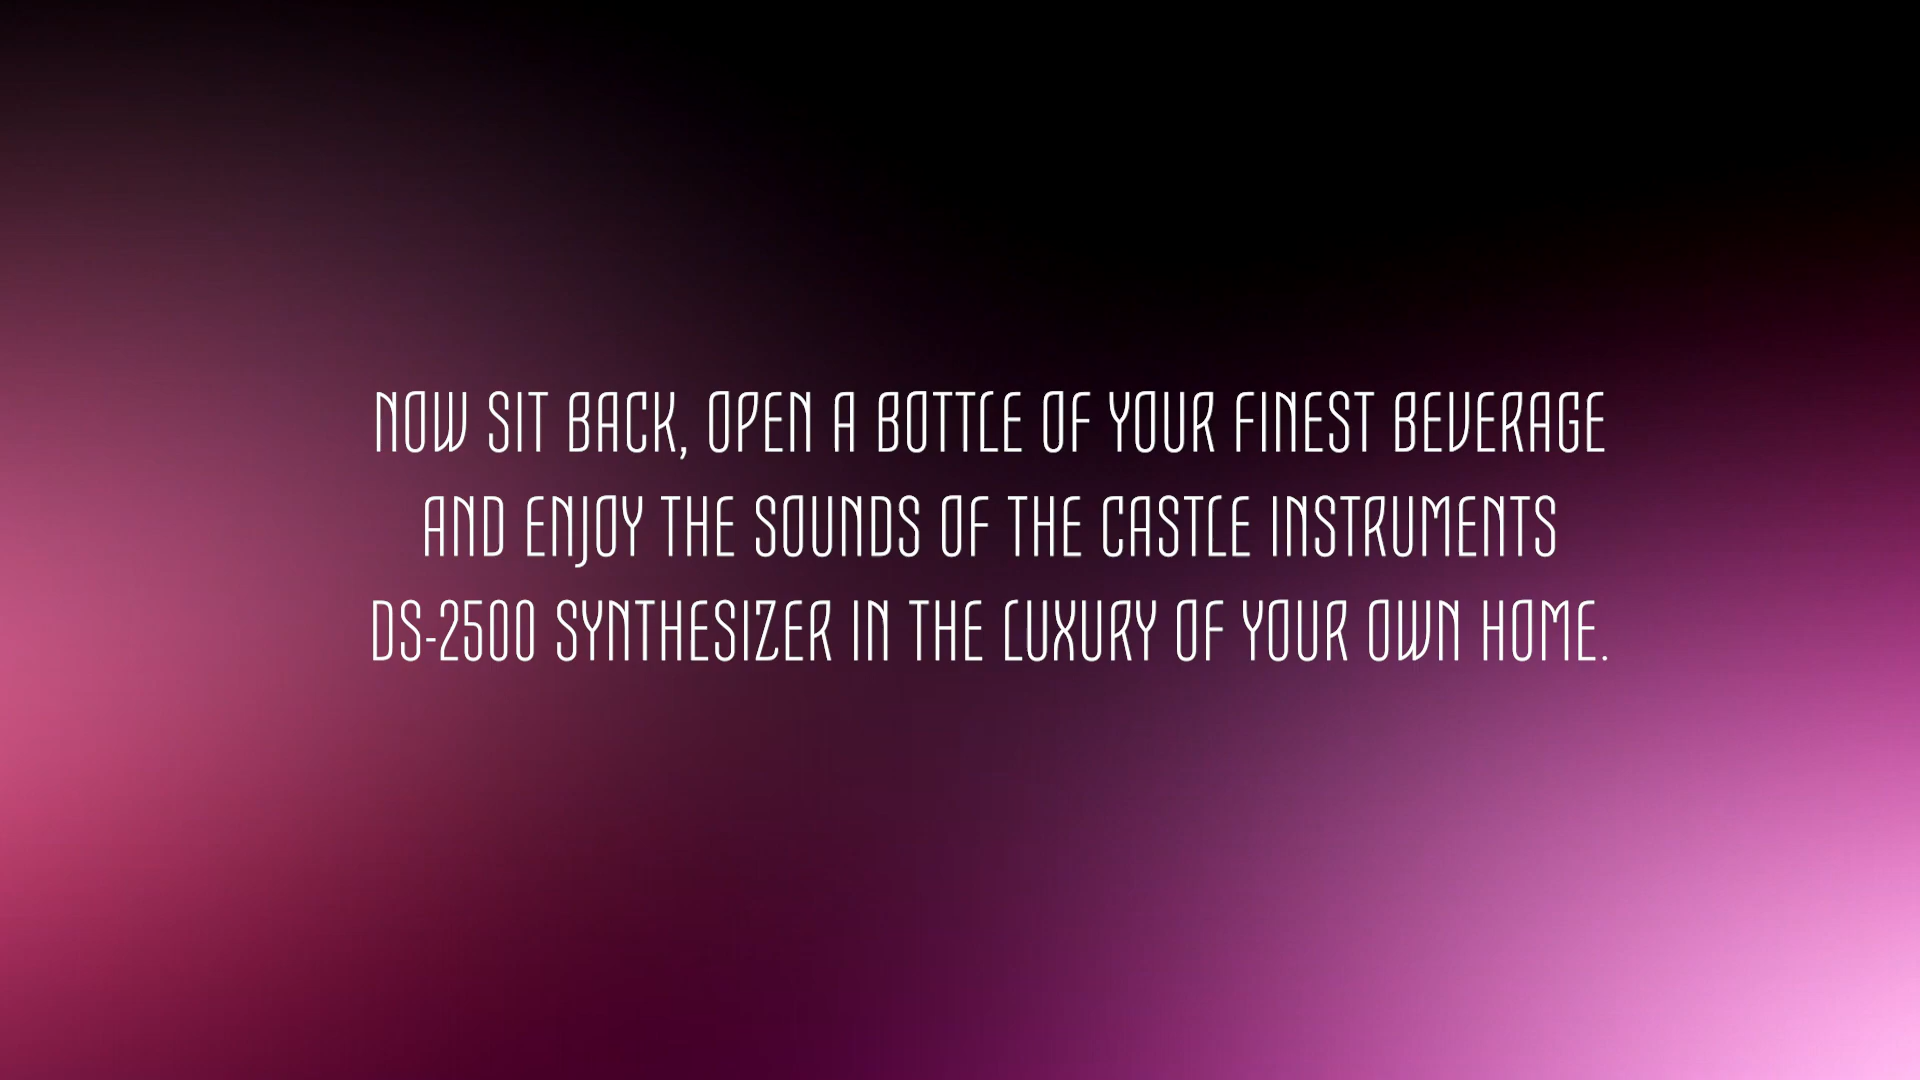 NOW SIT BACK, OPEN A BOTTLE OF YOUR FINEST BEVERAGE
AND ENJOY THE SOUNDS OF THE CASTLE INSTRUMENTS
DS-2500 SYNTHESIZER IN THE LUXURY OF YOUR OWN HOME.